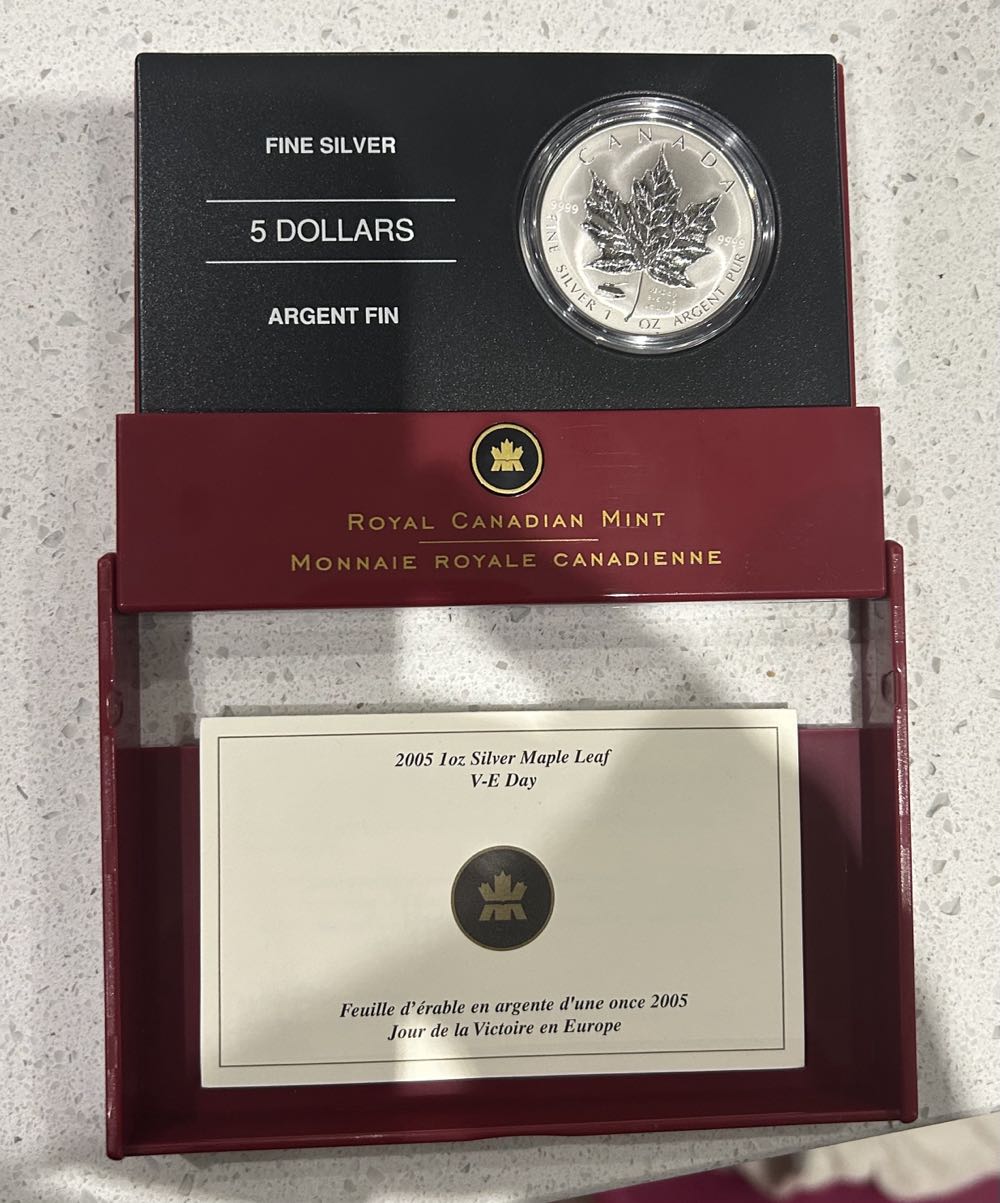 FINE SILVER
5 DOLLARS
ARGENT FIN
CANADA
9999
9999
FINE SILVER 1 OZ ARGENT PUR
ROYAL CANADIAN MINT
MONNAIE ROYALE CANADIENNE
2005 1oz Silver Maple Leaf
V-E Day
Feuille d'érable en argente d'une once 2005
Jour de la Victoire en Europe